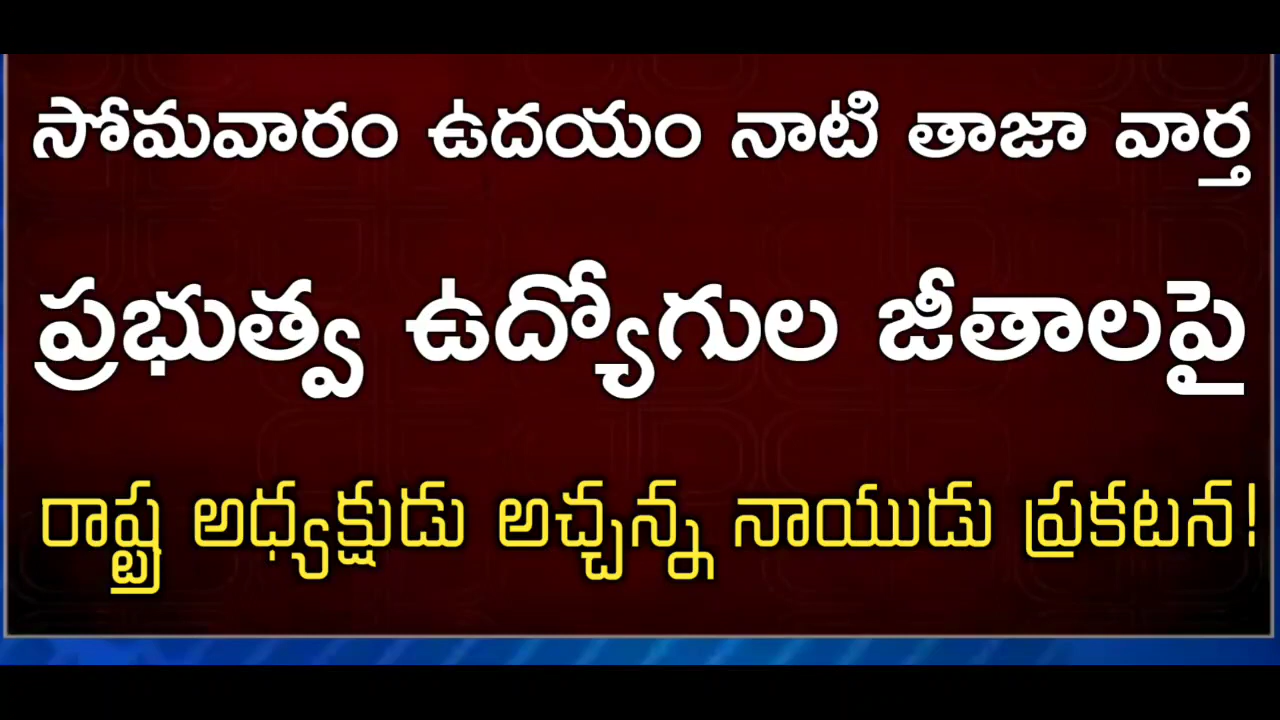 సోమవారం ఉదయం నాటి తాజా వార్త
ప్రభుత్వ ఉద్యోగుల జీతాలపై
రాష్ట్ర అధ్యక్షుడు అచ్చన్న నాయుడు ప్రకటన!